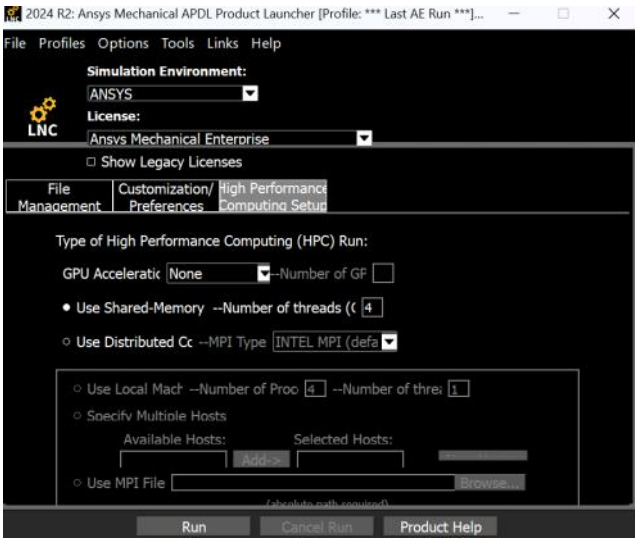 2024 R2: Ansys Mechanical APDL Product Launcher [Profile: *** Last AE Run ***]...
File Profiles Options Tools Links Help
Simulation Environment:
ANSYS
LNC
License:
Ansys Mechanical Enterprise
Show Legacy Licenses
File Management
Customization/ Preferences
High Performance Computing Setup
Type of High Performance Computing (HPC) Run:
GPU Acceleratic None --Number of GP
Use Shared-Memory --Number of threads (( 4
Use Distributed Cc --MPI Type INTEL MPI (defa
Use Local Mach --Number of Proc 4 --Number of threa 1
Specify Multiple Hosts
Available Hosts: Selected Hosts:
Add->
Use MPI File Browse...
(absolute path required)
Run Cancel Run Product Help